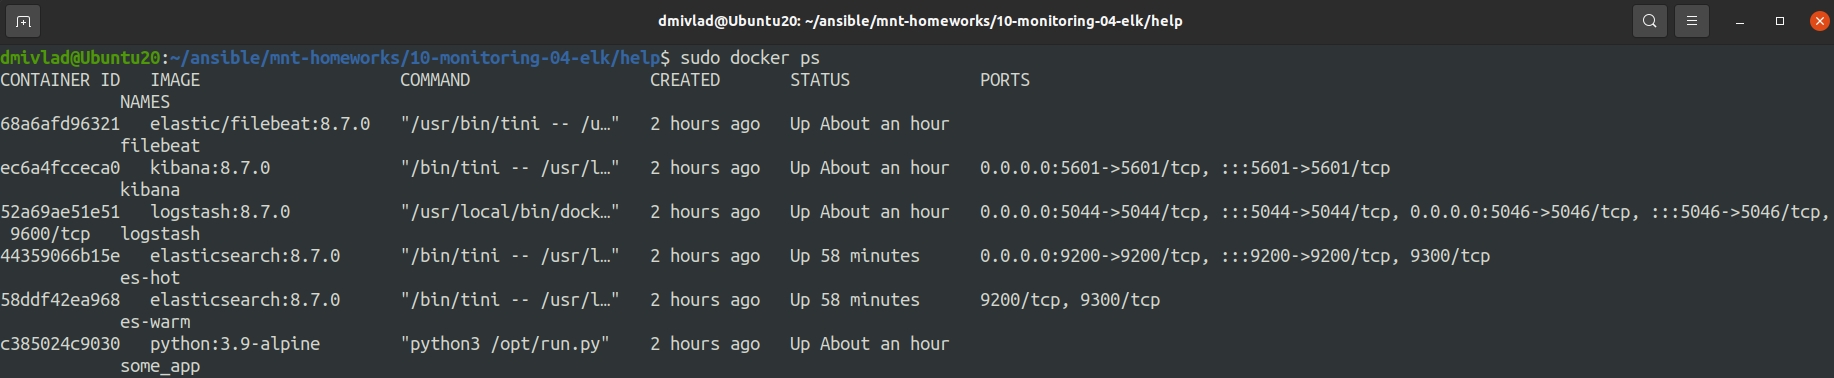 dmivlad@Ubuntu20: ~/ansible/mnt-homeworks/10-monitoring-04-elk/help
dmivlad@Ubuntu20:~/ansible/mnt-homeworks/10-monitoring-04-elk/help$ sudo docker ps
CONTAINER ID   IMAGE                    COMMAND                  CREATED       STATUS             PORTS
            NAMES
68a6afd96321   elastic/filebeat:8.7.0   "/usr/bin/tini -- /u…"   2 hours ago   Up About an hour
            filebeat
ec6a4fcceca0   kibana:8.7.0             "/bin/tini -- /usr/l…"   2 hours ago   Up About an hour   0.0.0.0:5601->5601/tcp, :::5601->5601/tcp
            kibana
52a69ae51e51   logstash:8.7.0           "/usr/local/bin/dock…"   2 hours ago   Up About an hour   0.0.0.0:5044->5044/tcp, :::5044->5044/tcp, 0.0.0.0:5046->5046/tcp, :::5046->5046/tcp,
 9600/tcp   logstash
44359066b15e   elasticsearch:8.7.0      "/bin/tini -- /usr/l…"   2 hours ago   Up 58 minutes      0.0.0.0:9200->9200/tcp, :::9200->9200/tcp, 9300/tcp
            es-hot
58ddf42ea968   elasticsearch:8.7.0      "/bin/tini -- /usr/l…"   2 hours ago   Up 58 minutes      9200/tcp, 9300/tcp
            es-warm
c385024c9030   python:3.9-alpine        "python3 /opt/run.py"    2 hours ago   Up About an hour
            some_app